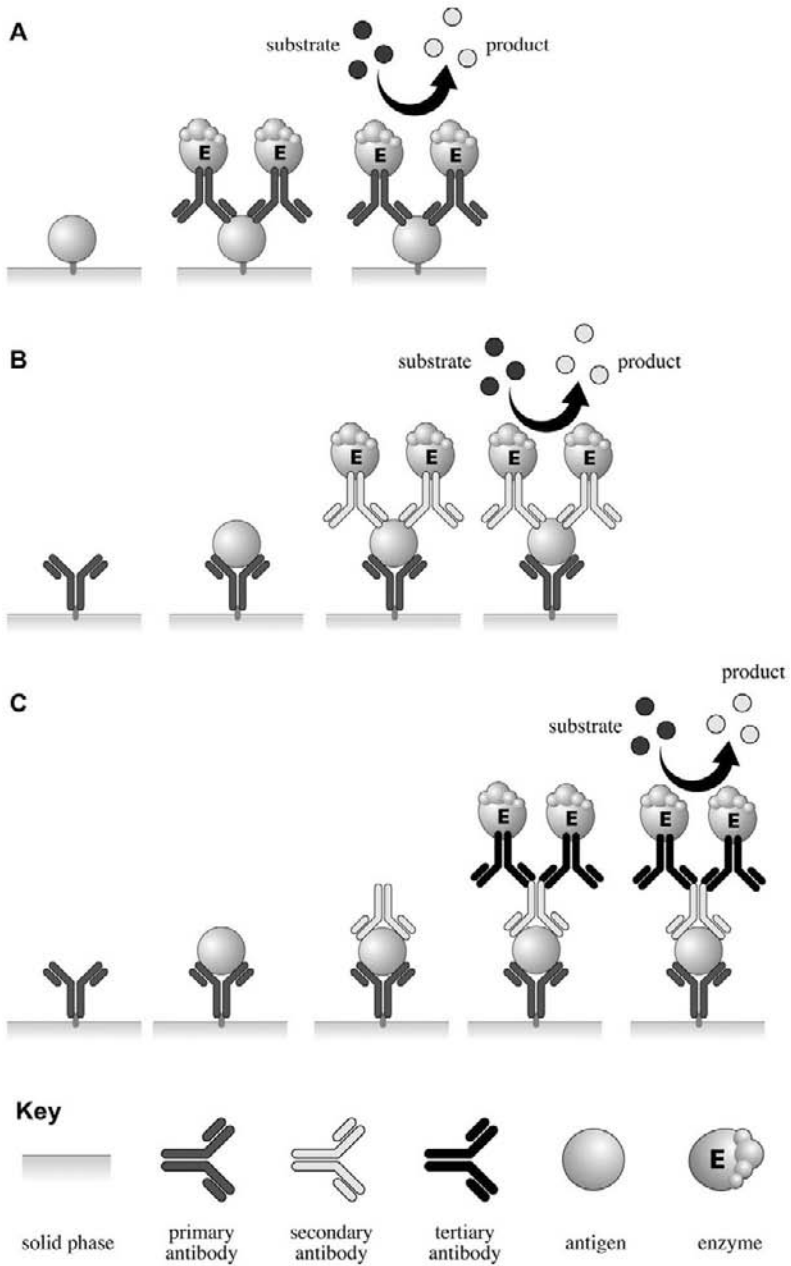 A
substrate
product
E
E
E
E
B
substrate
product
E
E
E
E
C
product
substrate
E
E
E
E
Key
E
solid phase
primary
antibody
secondary
antibody
tertiary
antibody
antigen
enzyme